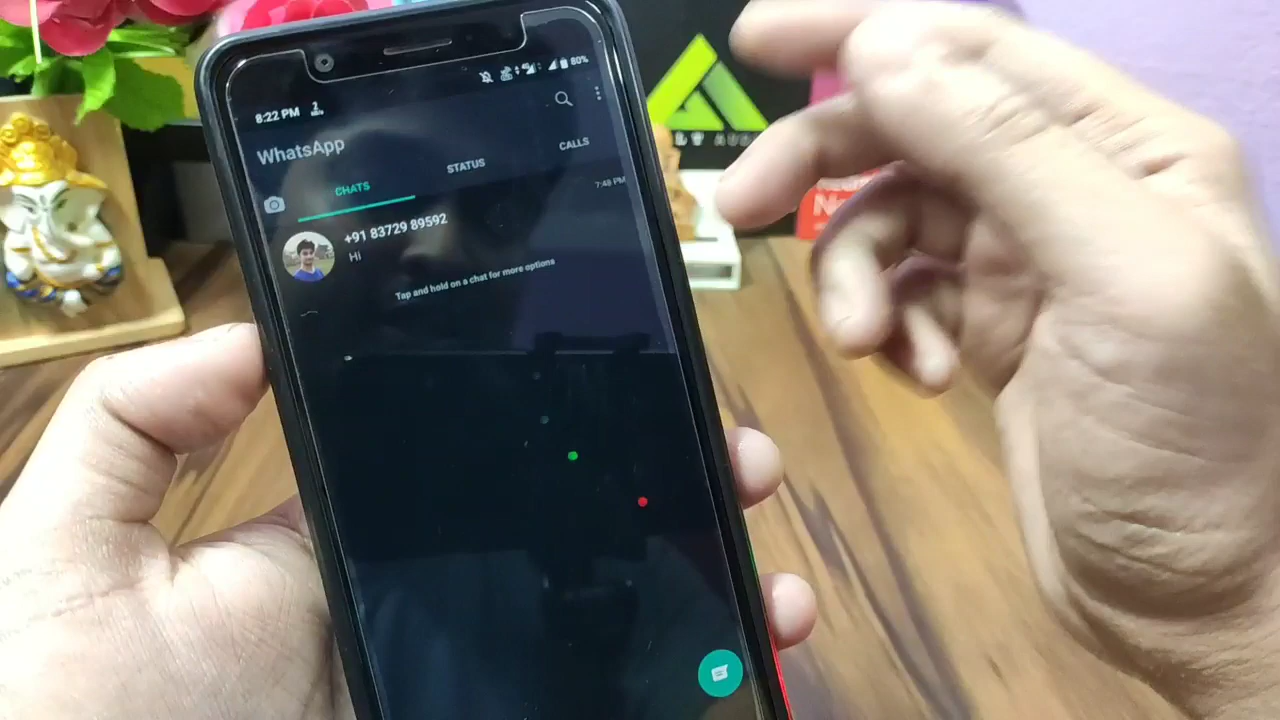 80%
8:22 PM
WhatsApp
CHATS
STATUS
CALLS
+91 83729 89592
7:48 PM
Hi
Tap and hold on a chat for more options